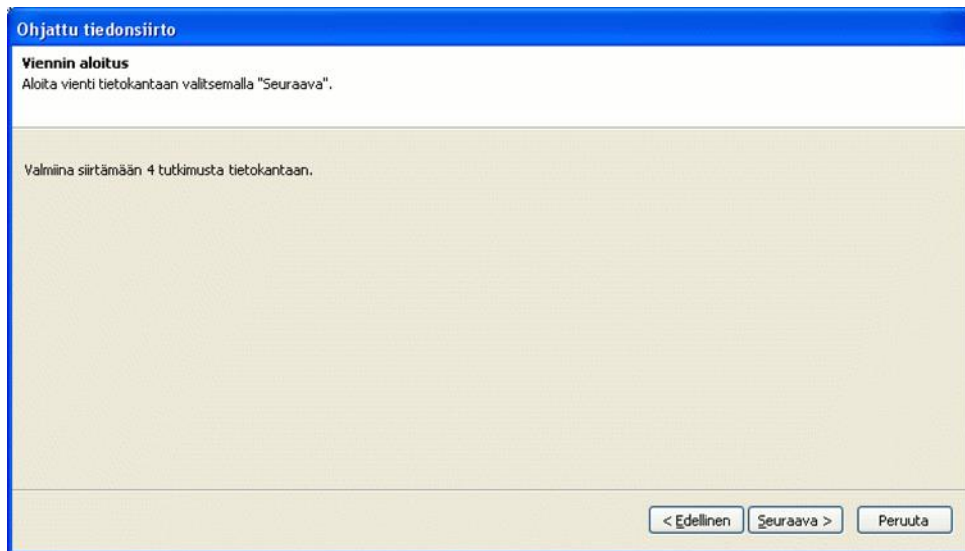 Ohjattu tiedonsiirto
Viennin aloitus
Aloita vienti tietokantaan valitsemalla "Seuraava".
Valmiina siirtämään 4 tutkimusta tietokantaan.
< Edellinen Seuraava > Peruuta